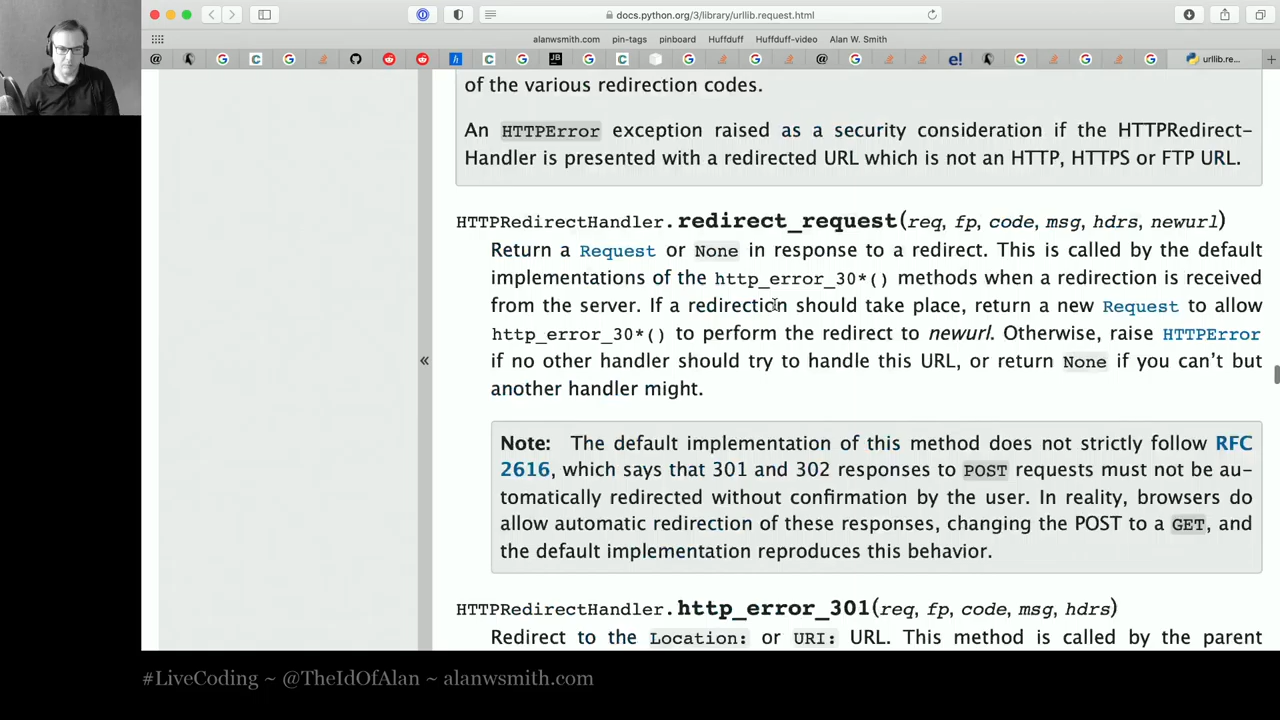 docs.python.org/3/library/urllib.request.html
alanwsmith.com pin-tags pinboard Huffduff Huffduff-video Alan W. Smith
urllib.re...
of the various redirection codes.
An HTTPError exception raised as a security consideration if the HTTPRedirect-
Handler is presented with a redirected URL which is not an HTTP, HTTPS or FTP URL.
HTTPRedirectHandler.redirect_request(req, fp, code, msg, hdrs, newurl)
Return a Request or None in response to a redirect. This is called by the default
implementations of the http_error_30*() methods when a redirection is received
from the server. If a redirection should take place, return a new Request to allow
http_error_30*() to perform the redirect to newurl. Otherwise, raise HTTPError
if no other handler should try to handle this URL, or return None if you can't but
another handler might.
«
Note: The default implementation of this method does not strictly follow RFC
2616, which says that 301 and 302 responses to POST requests must not be au-
tomatically redirected without confirmation by the user. In reality, browsers do
allow automatic redirection of these responses, changing the POST to a GET, and
the default implementation reproduces this behavior.
HTTPRedirectHandler.http_error_301(req, fp, code, msg, hdrs)
Redirect to the Location: or URI: URL. This method is called by the parent
#LiveCoding ~ @TheIdOfAlan ~ alanwsmith.com